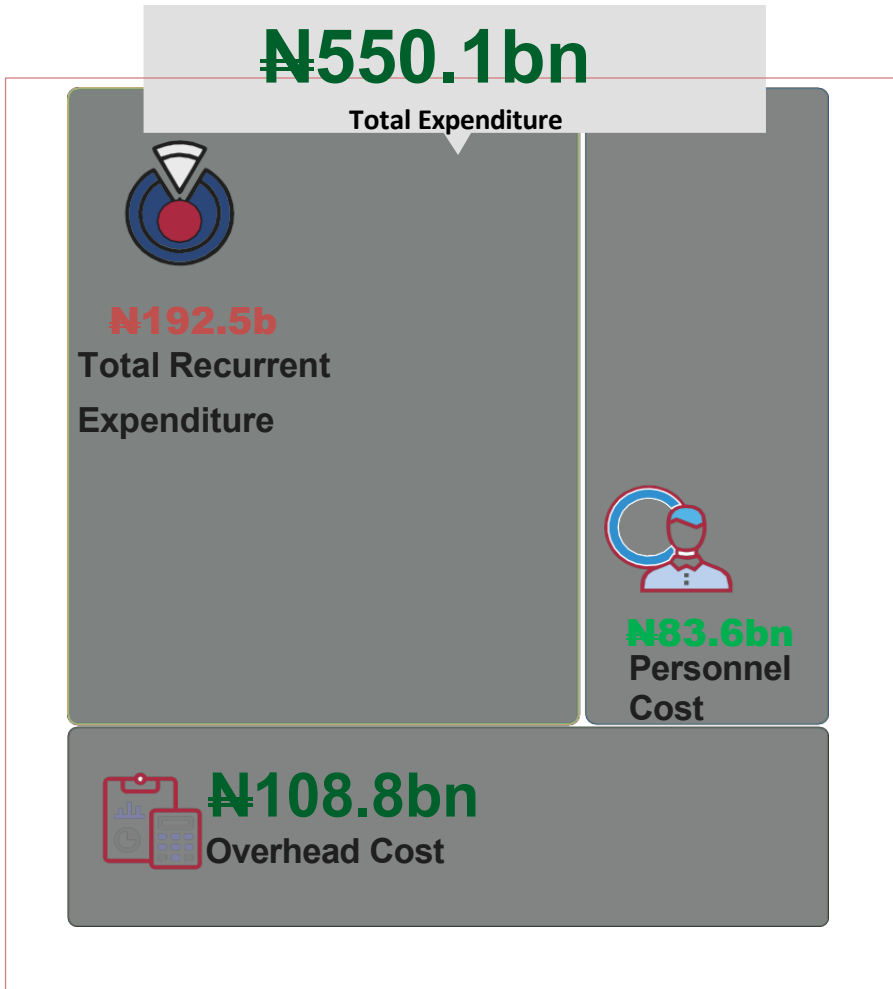 ₦550.1bn
Total Expenditure
₦192.5b
Total Recurrent
Expenditure
₦83.6bn
Personnel
Cost
₦108.8bn
Overhead Cost